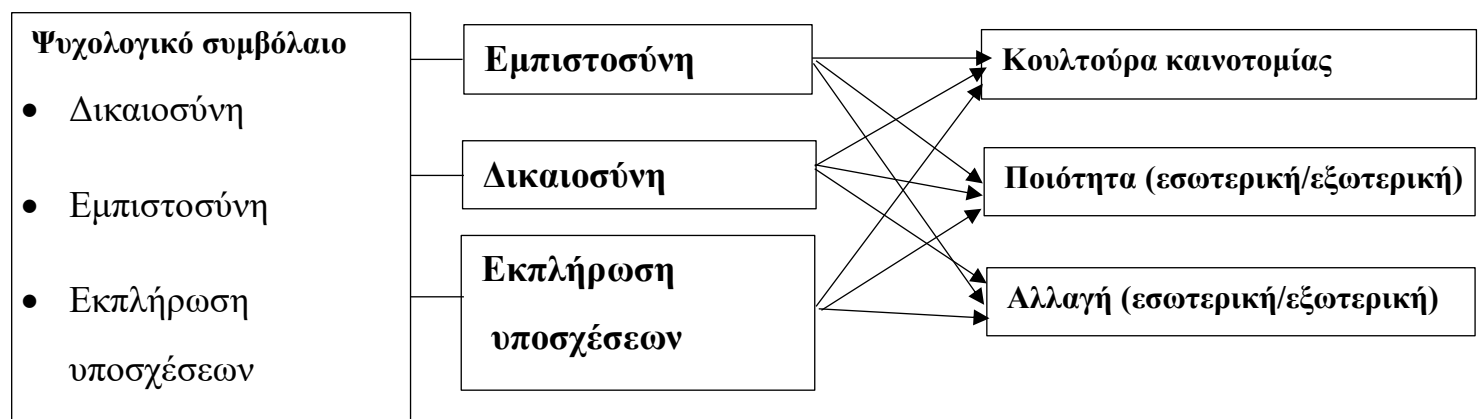 Ψυχολογικό συμβόλαιο
• Δικαιοσύνη
• Εμπιστοσύνη
• Εκπλήρωση
υποσχέσεων
Εμπιστοσύνη
Δικαιοσύνη
Εκπλήρωση
υποσχέσεων
Κουλτούρα καινοτομίας
Ποιότητα (εσωτερική/εξωτερική)
Αλλαγή (εσωτερική/εξωτερική)